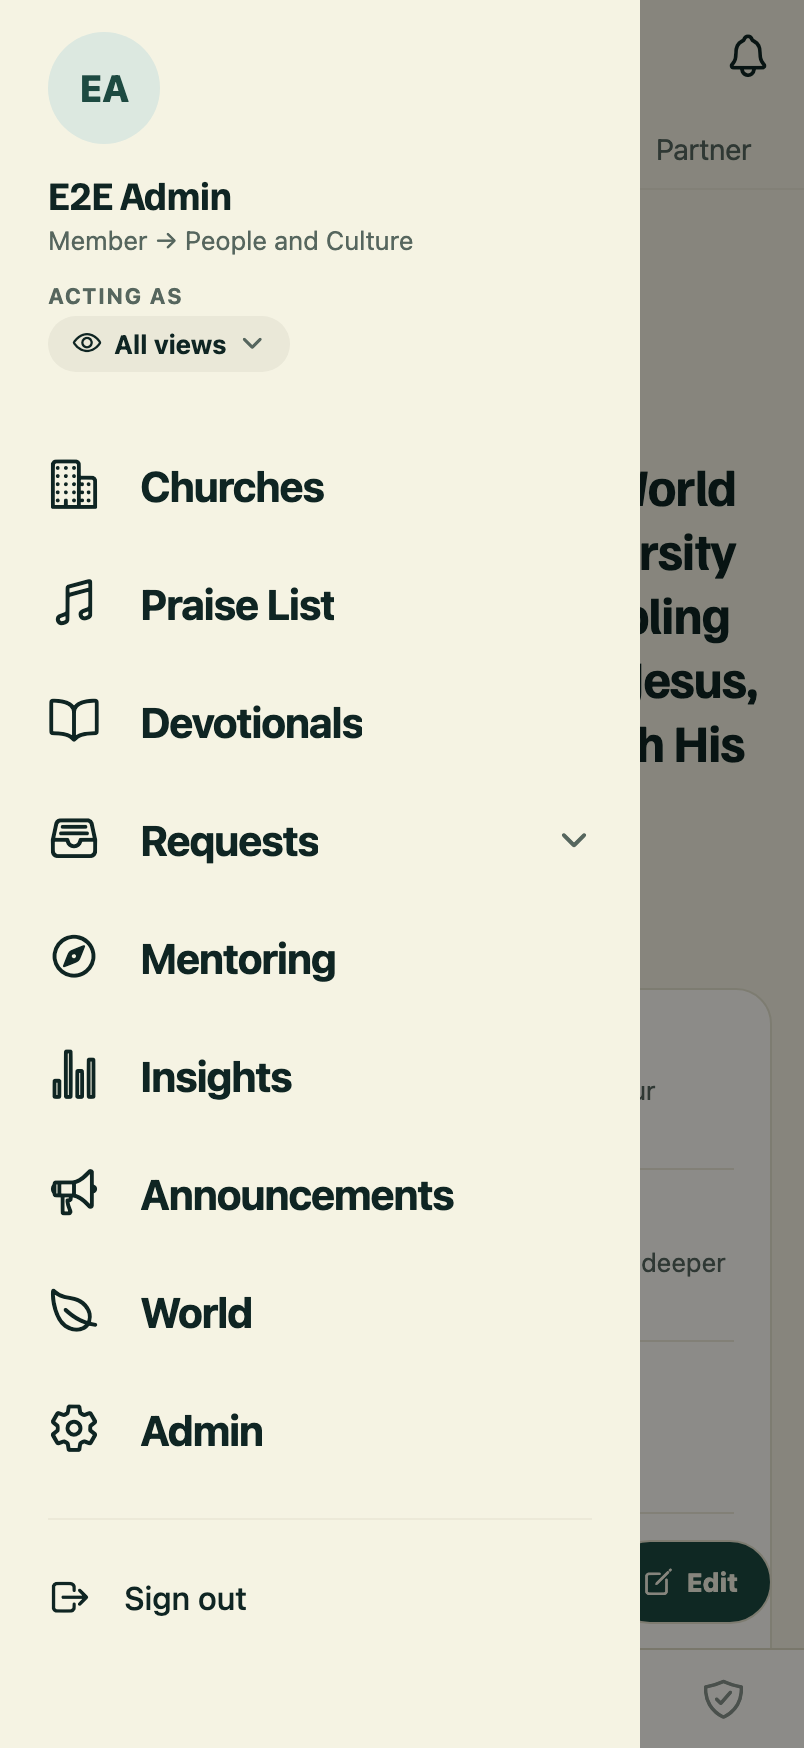 EA
E2E Admin
Member → People and Culture
ACTING AS
All views
Churches
Praise List
Devotionals
Requests
Mentoring
Insights
Announcements
World
Admin
Sign out
Partner
His
deeper
Edit